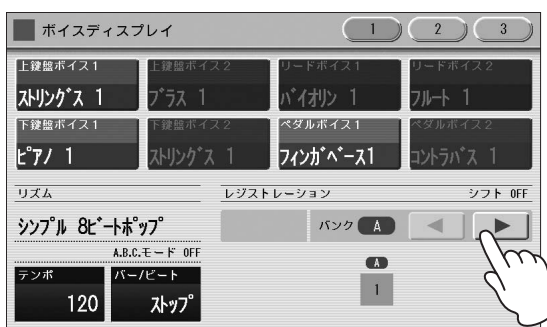 ボイスディスプレイ 1 2 3
上鍵盤ボイス1 上鍵盤ボイス2 リードボイス1 リードボイス2
ストリングス 1 ブラス 1 バイオリン 1 フルート 1
下鍵盤ボイス1 下鍵盤ボイス2 ペダルボイス1 ペダルボイス2
ピアノ 1 ストリングス 1 フィンガーベース1 コントラバス 1
リズム レジストレーション シフト OFF
シンプル 8ビートポップ バンク A
A.B.C.モード OFF A
テンポ バー/ビート 1
120 ストップ